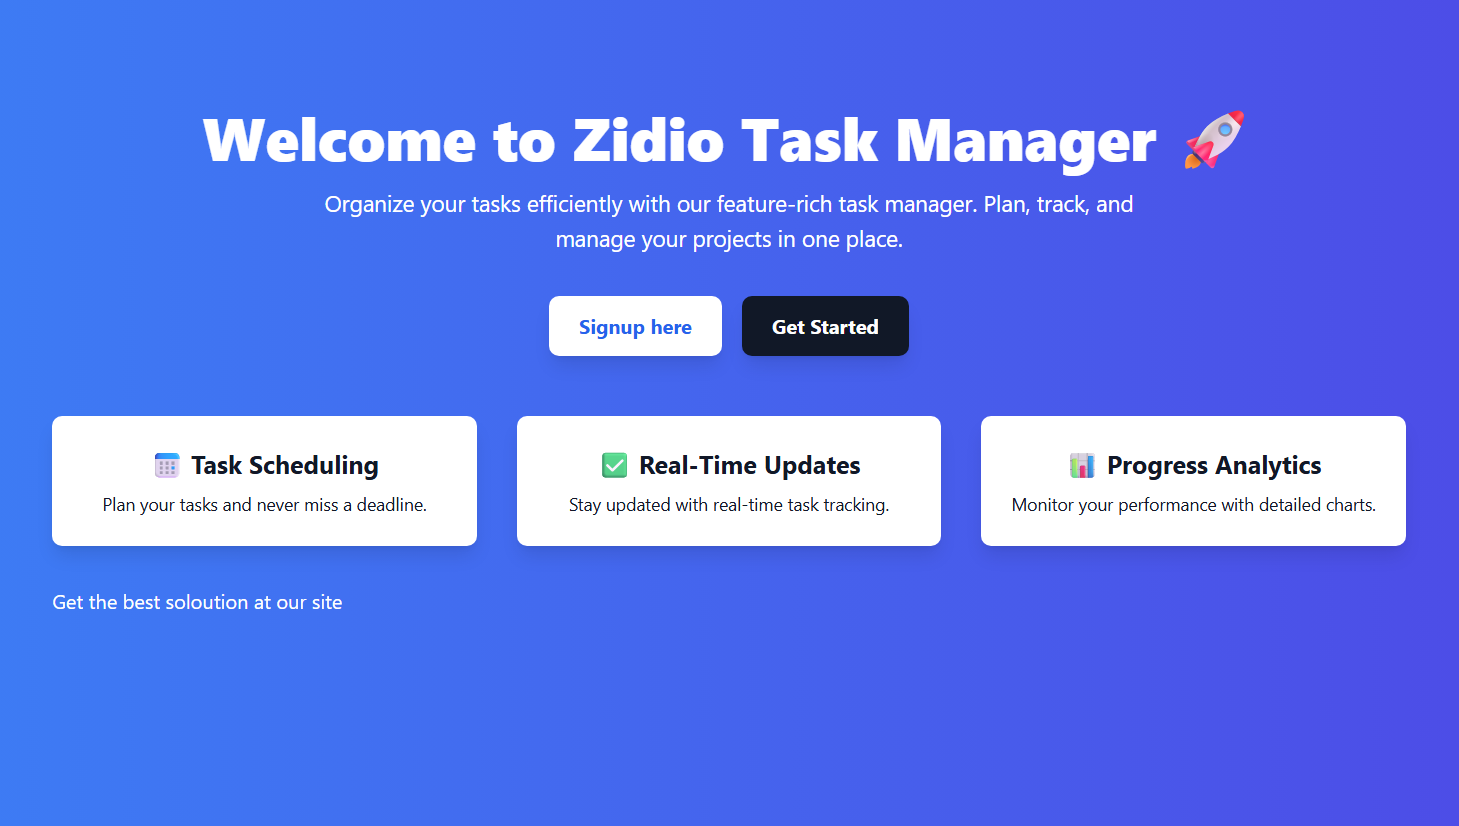 Welcome to Zidio Task Manager 🚀
Organize your tasks efficiently with our feature-rich task manager. Plan, track, and
manage your projects in one place.
Signup here
Get Started
Task Scheduling
Plan your tasks and never miss a deadline.
Real-Time Updates
Stay updated with real-time task tracking.
Progress Analytics
Monitor your performance with detailed charts.
Get the best soloution at our site